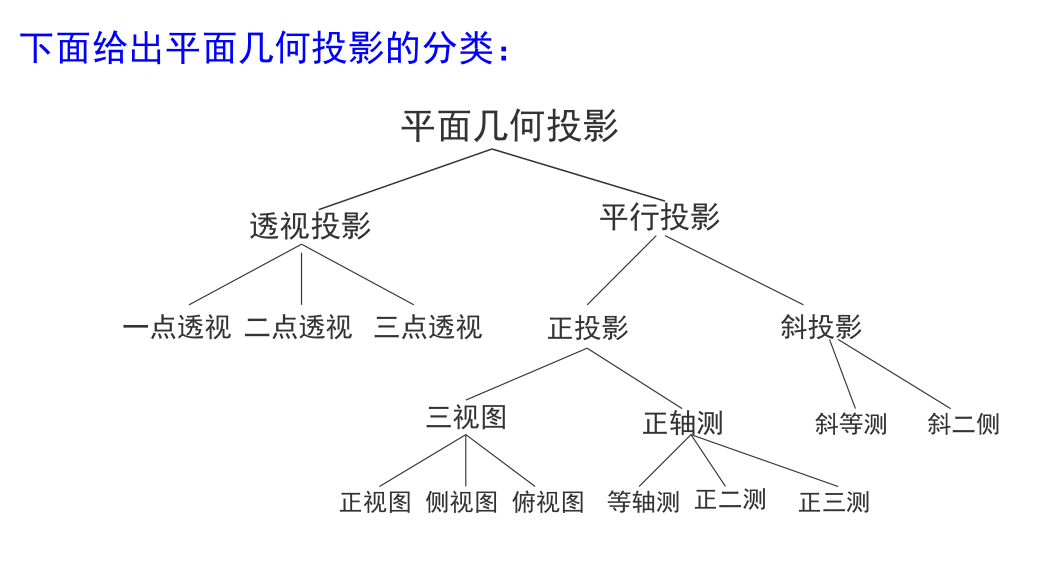 下面给出平面几何投影的分类：
平面几何投影
透视投影 平行投影
一点透视 二点透视 三点透视 正投影 斜投影
三视图 正轴测 斜等测 斜二侧
正视图 侧视图 俯视图 等轴测 正二测 正三测